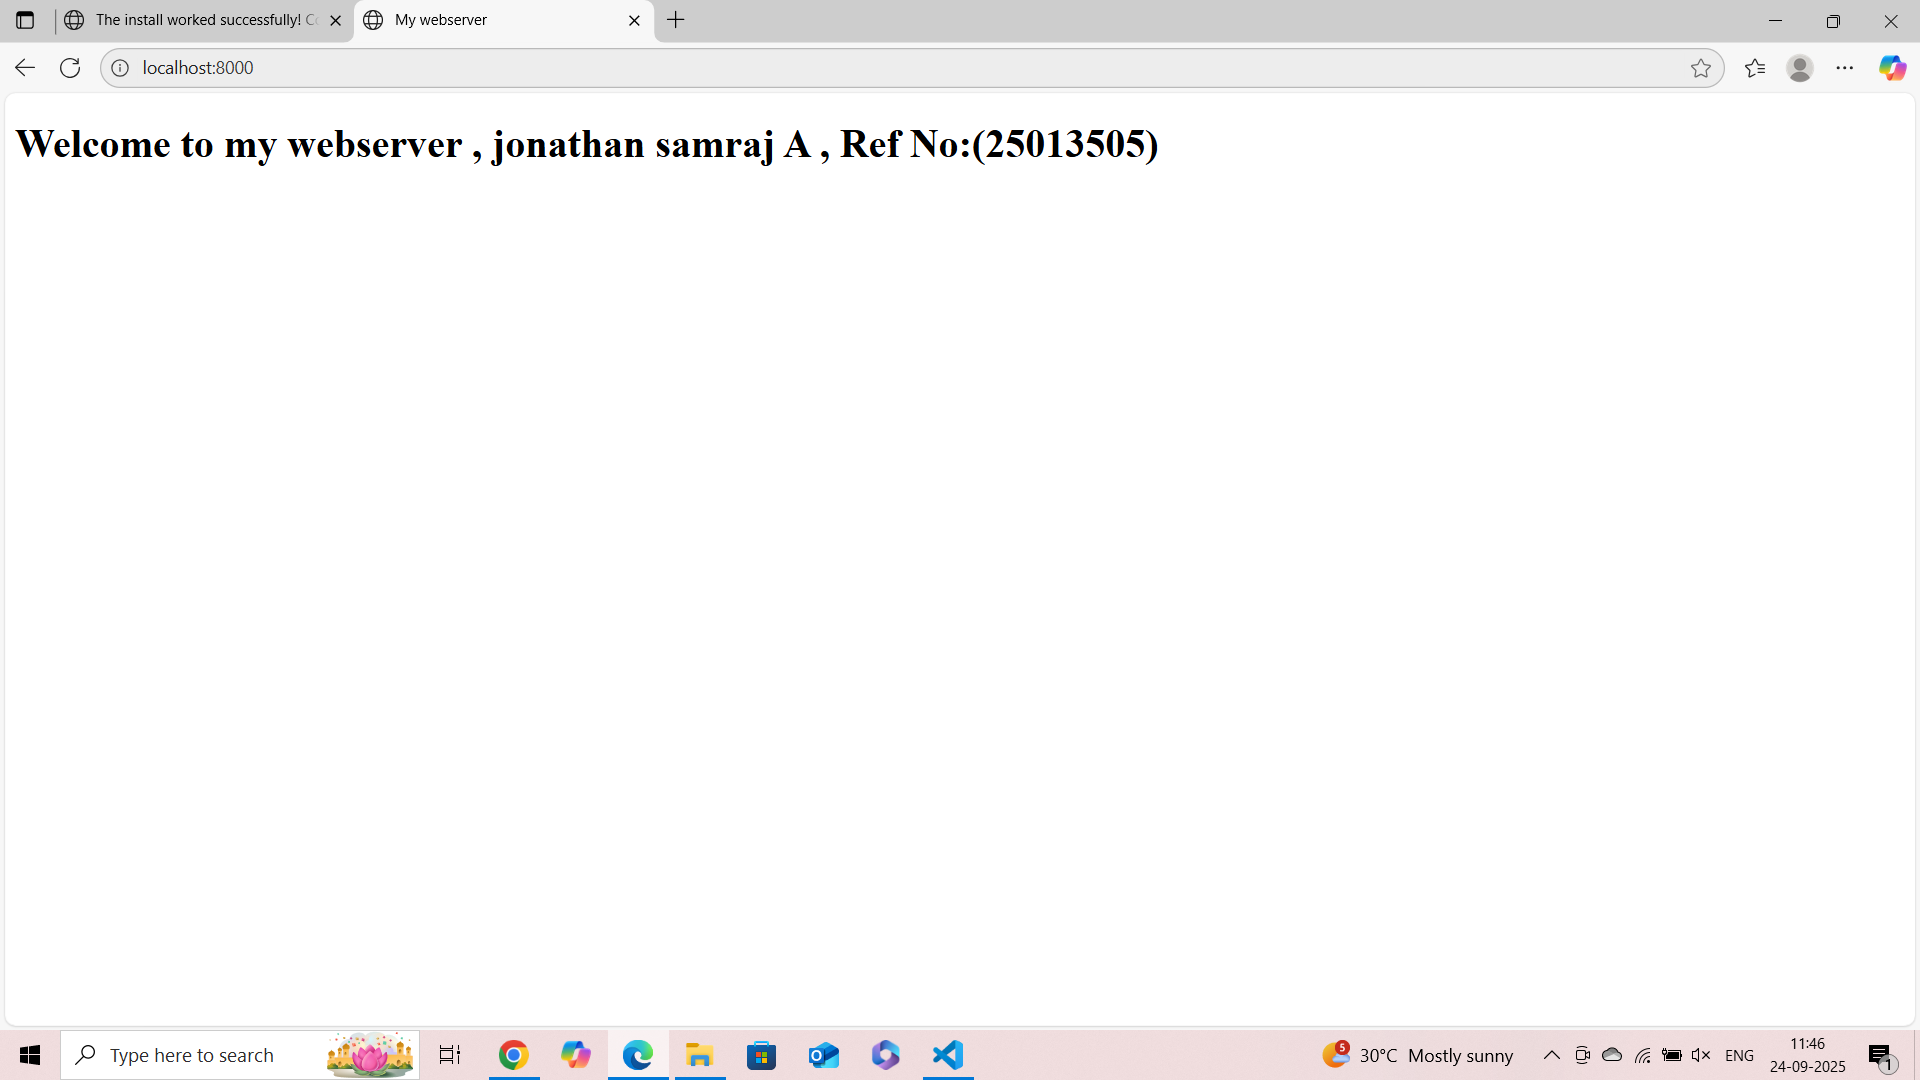 The install worked successfully! C
My webserver
localhost:8000
Welcome to my webserver , jonathan samraj A , Ref No:(25013505)
Type here to search
5
30°C Mostly sunny
ENG
11:46
24-09-2025
1